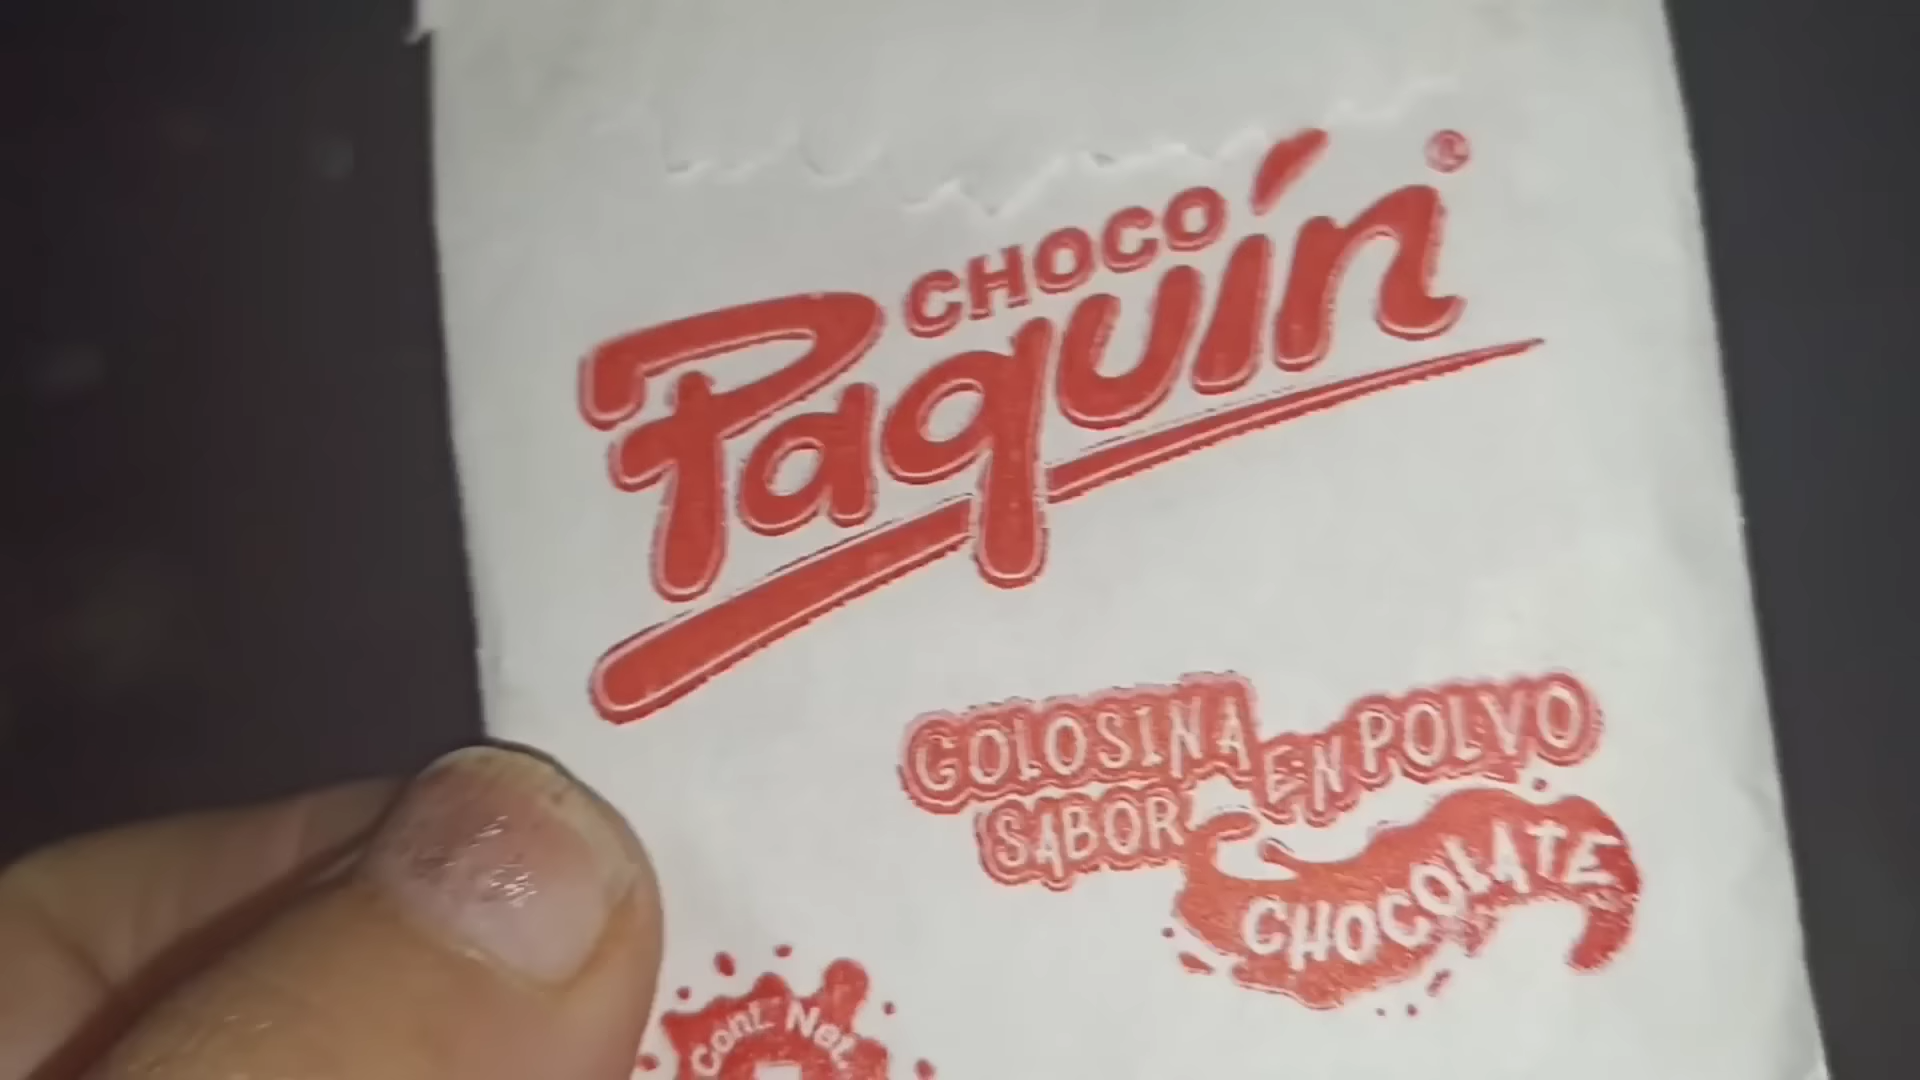 CHOCO
Paquín®
GOLOSINA EN POLVO
SABOR CHOCOLATE
Cont. Net.